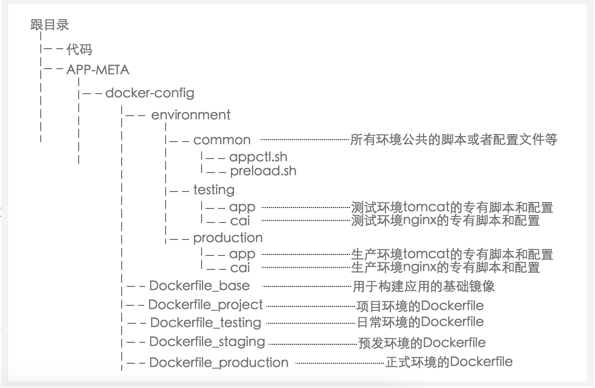 跟目录
代码
APP-META
docker-config
environment
common 所有环境公共的脚本或者配置文件等
appctl.sh
preload.sh
testing
app 测试环境tomcat的专有脚本和配置
cai 测试环境nginx的专有脚本和配置
production
app 生产环境tomcat的专有脚本和配置
cai 生产环境nginx的专有脚本和配置
Dockerfile_base 用于构建应用的基础镜像
Dockerfile_project 项目环境的Dockerfile
Dockerfile_testing 日常环境的Dockerfile
Dockerfile_staging 预发环境的Dockerfile
Dockerfile_production 正式环境的Dockerfile